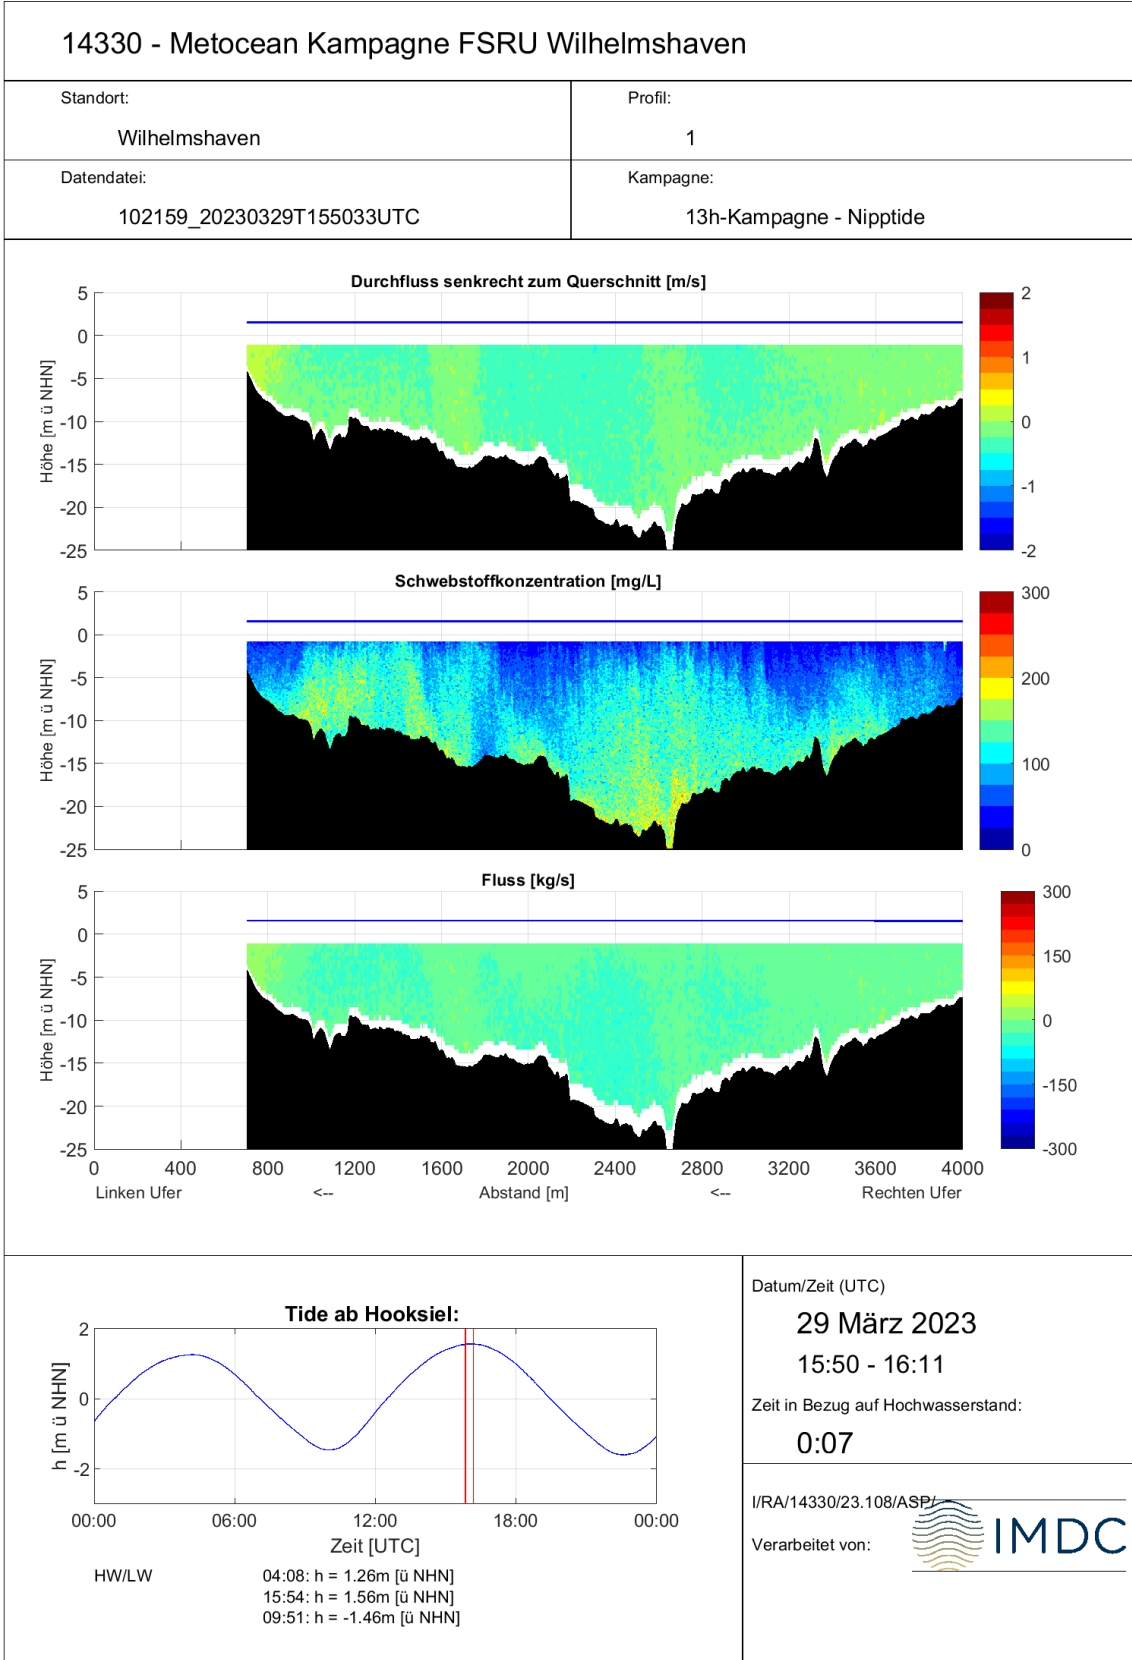 14330 - Metocean Kampagne FSRU Wilhelmshaven
Standort:
Wilhelmshaven
Profil:
1
Datendatei:
102159_20230329T155033UTC
Kampagne:
13h-Kampagne - Nipptide
Durchfluss senkrecht zum Querschnitt [m/s]
5
0
-5
-10
-15
-20
-25
Höhe [m ü NHN]
2
1
0
-1
-2
Schwebstoffkonzentration [mg/L]
5
0
-5
-10
-15
-20
-25
Höhe [m ü NHN]
300
200
100
0
Fluss [kg/s]
5
0
-5
-10
-15
-20
-25
Höhe [m ü NHN]
300
150
0
-150
-300
0 400 800 1200 1600 2000 2400 2800 3200 3600 4000
Linken Ufer <-- Abstand [m] <-- Rechten Ufer
Tide ab Hooksiel:
2
0
-2
h [m ü NHN]
00:00 06:00 12:00 18:00 00:00
Zeit [UTC]
HW/LW
04:08: h = 1.26m [ü NHN]
15:54: h = 1.56m [ü NHN]
09:51: h = -1.46m [ü NHN]
Datum/Zeit (UTC)
29 März 2023
15:50 - 16:11
Zeit in Bezug auf Hochwasserstand:
0:07
I/RA/14330/23.108/ASP/
Verarbeitet von:
IMDC